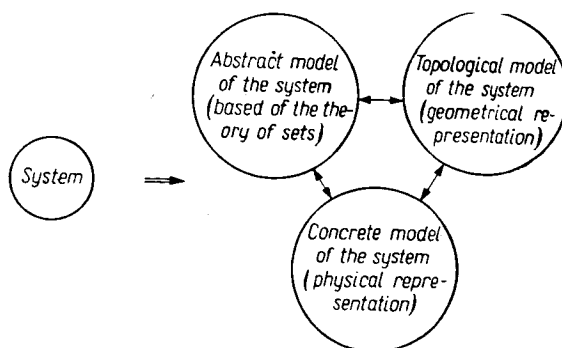 System
Abstract model
of the system
(based of the the-
ory of sets)
Topological model
of the system
(geometrical re-
presentation)
Concrete model
of the system
(physical repre-
sentation)